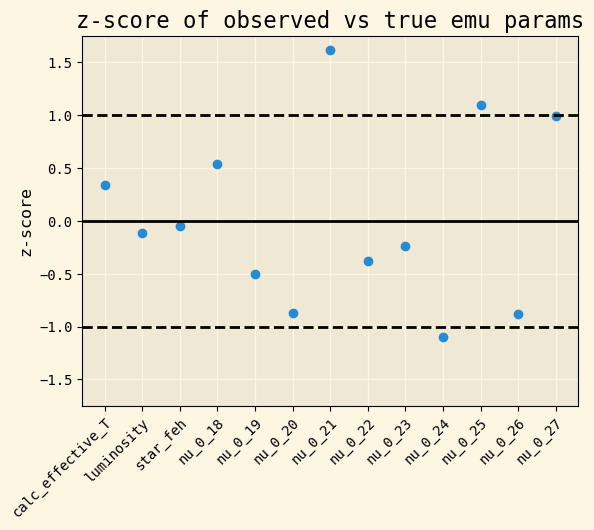 z-score of observed vs true emu params
z-score
1.5
1.0
0.5
0.0
−0.5
−1.0
−1.5
calc_effective_T
luminosity
star_feh
nu_0_18
nu_0_19
nu_0_20
nu_0_21
nu_0_22
nu_0_23
nu_0_24
nu_0_25
nu_0_26
nu_0_27